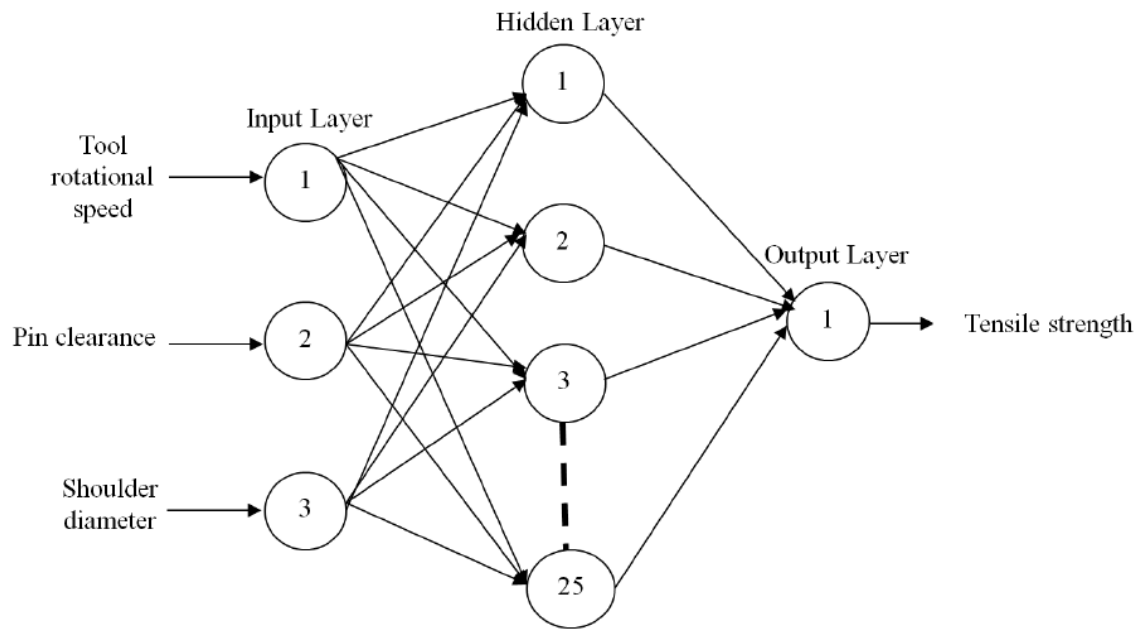 Hidden Layer
1
Input Layer
Tool
rotational
speed
1
2
Output Layer
Pin clearance
2
1
Tensile strength
3
Shoulder
diameter
3
25